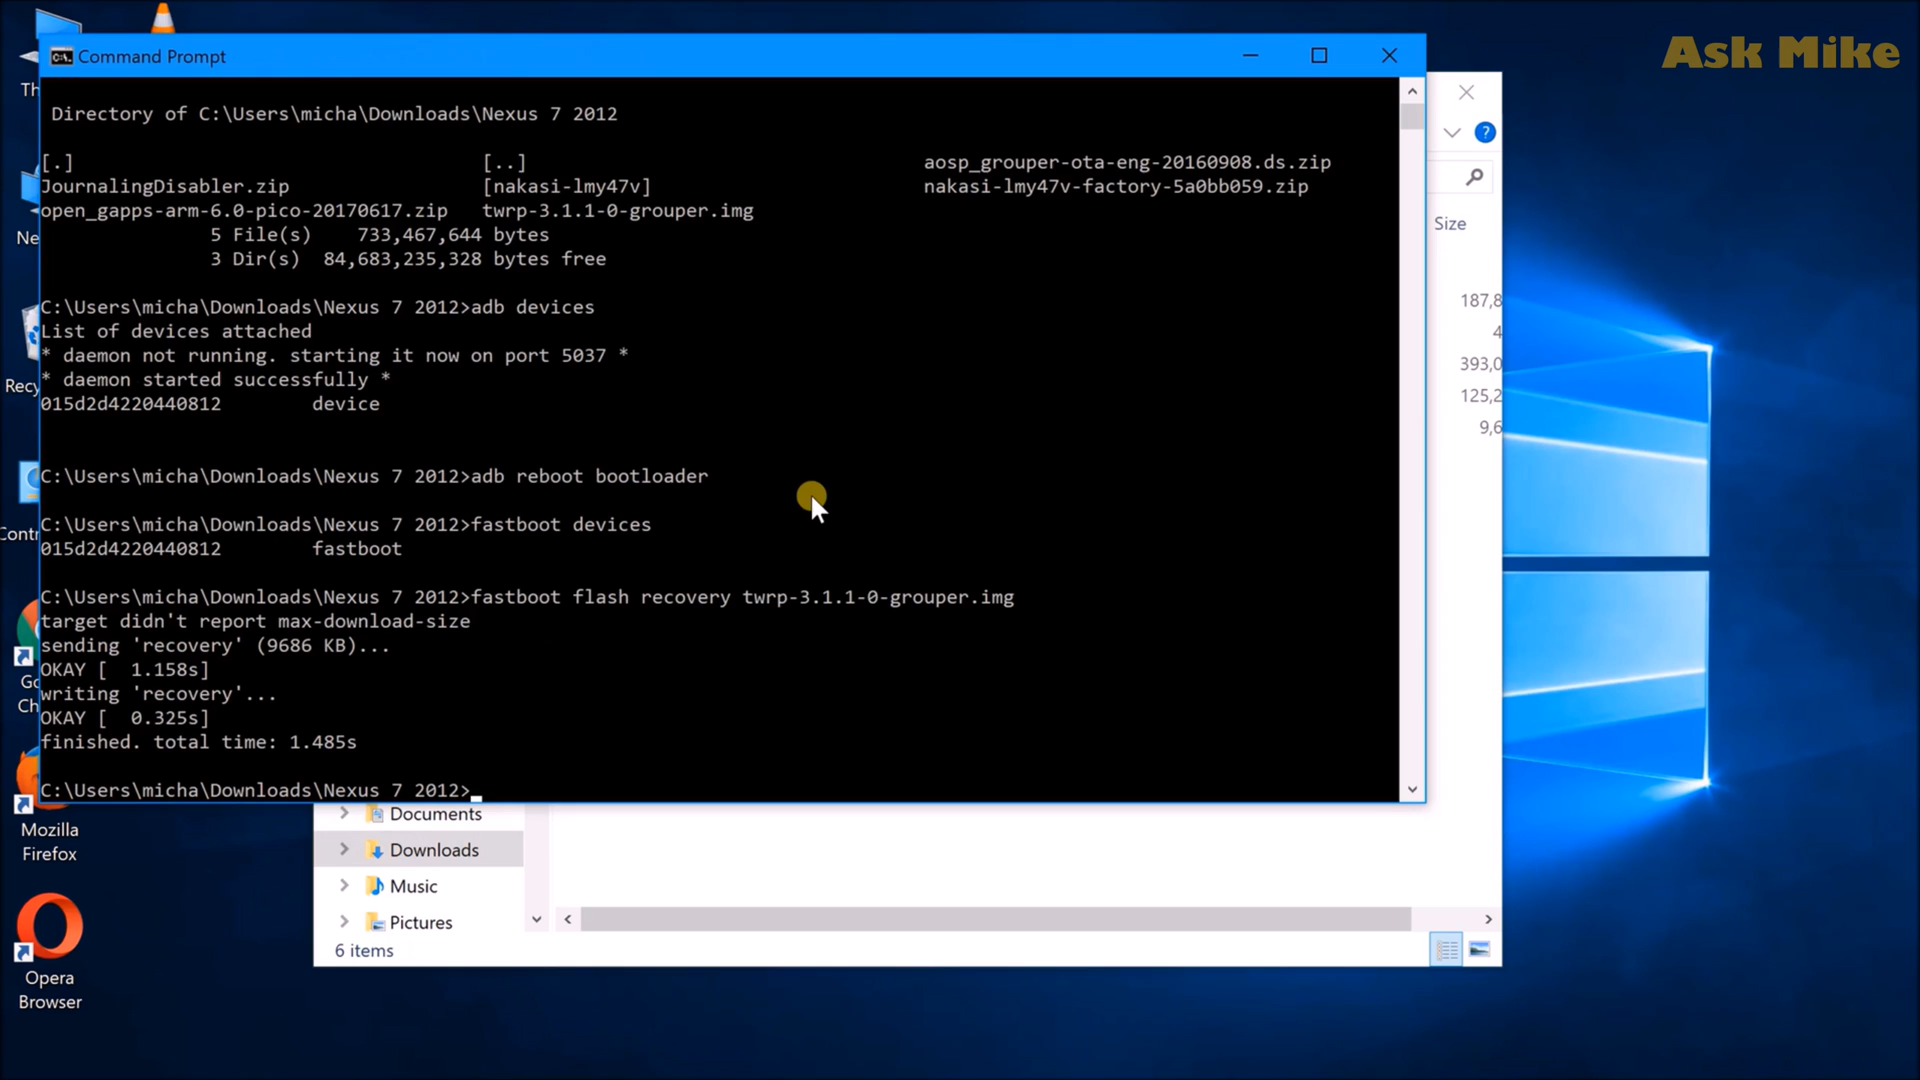 Ask Mike
Command Prompt
Directory of C:\Users\micha\Downloads\Nexus 7 2012
[.] [..] aosp_grouper-ota-eng-20160908.ds.zip
JournalingDisabler.zip [nakasi-lmy47v] nakasi-lmy47v-factory-5a0bb059.zip
open_gapps-arm-6.0-pico-20170617.zip twrp-3.1.1-0-grouper.img
5 File(s) 733,467,644 bytes
3 Dir(s) 84,683,235,328 bytes free
C:\Users\micha\Downloads\Nexus 7 2012>adb devices
List of devices attached
* daemon not running. starting it now on port 5037 *
* daemon started successfully *
015d2d4220440812 device
C:\Users\micha\Downloads\Nexus 7 2012>adb reboot bootloader
C:\Users\micha\Downloads\Nexus 7 2012>fastboot devices
015d2d4220440812 fastboot
C:\Users\micha\Downloads\Nexus 7 2012>fastboot flash recovery twrp-3.1.1-0-grouper.img
target didn't report max-download-size
sending 'recovery' (9686 KB)...
OKAY [ 1.158s]
writing 'recovery'...
OKAY [ 0.325s]
finished. total time: 1.485s
C:\Users\micha\Downloads\Nexus 7 2012>
Size
187,8
4
393,0
125,2
9,6
Documents
Downloads
Music
Pictures
6 items
Th
Ne
Recy
Contr
Go
Ch
Mozilla
Firefox
Opera
Browser